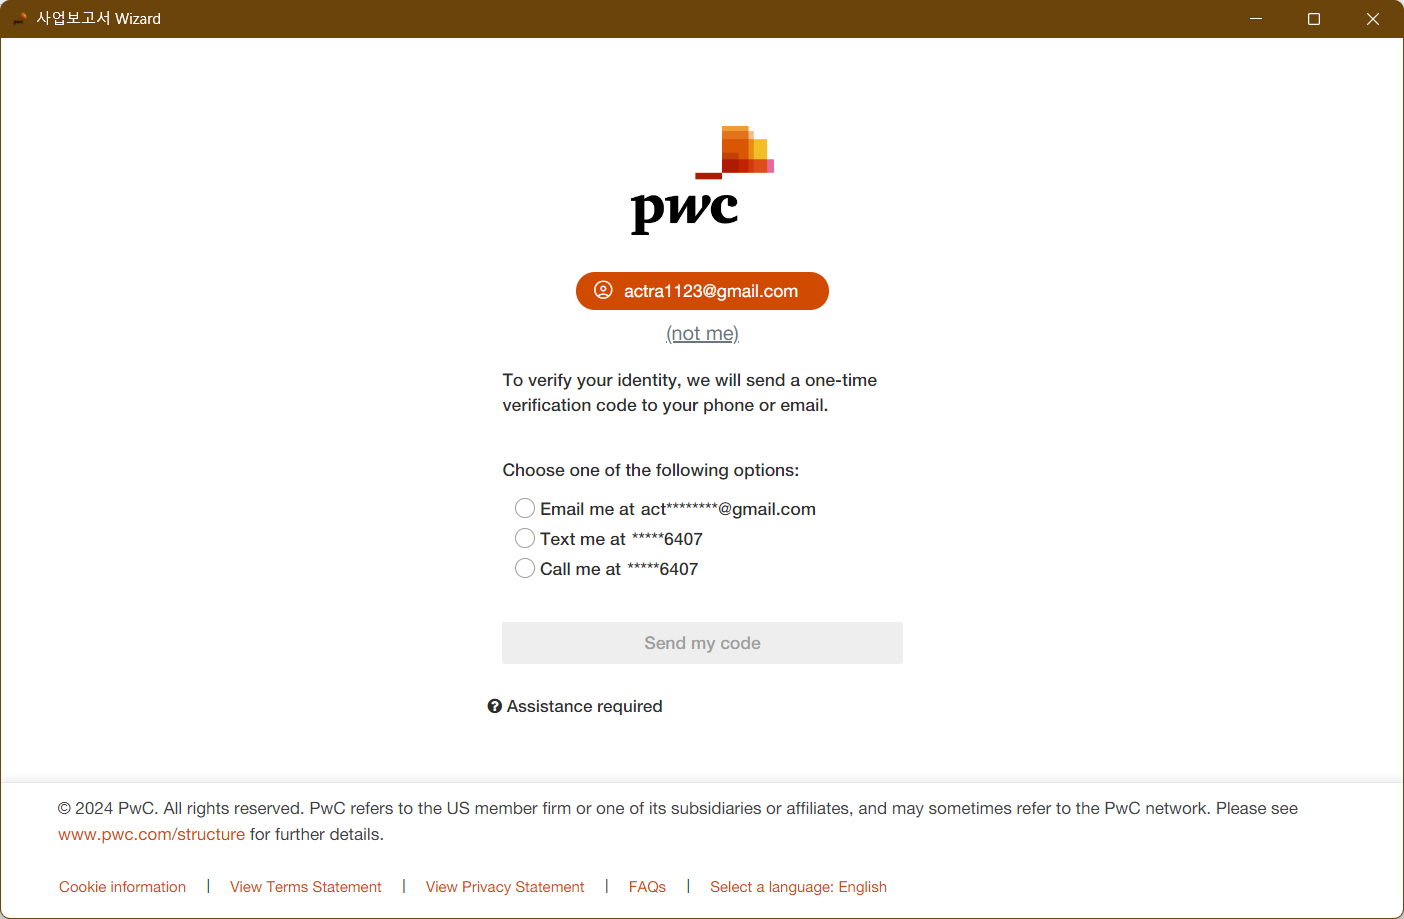 사업보고서 Wizard
pwc
actra1123@gmail.com
(not me)
To verify your identity, we will send a one-time
verification code to your phone or email.
Choose one of the following options:
Email me at act********@gmail.com
Text me at *****6407
Call me at *****6407
Send my code
Assistance required
© 2024 PwC. All rights reserved. PwC refers to the US member firm or one of its subsidiaries or affiliates, and may sometimes refer to the PwC network. Please see
www.pwc.com/structure for further details.
Cookie information | View Terms Statement | View Privacy Statement | FAQs | Select a language: English